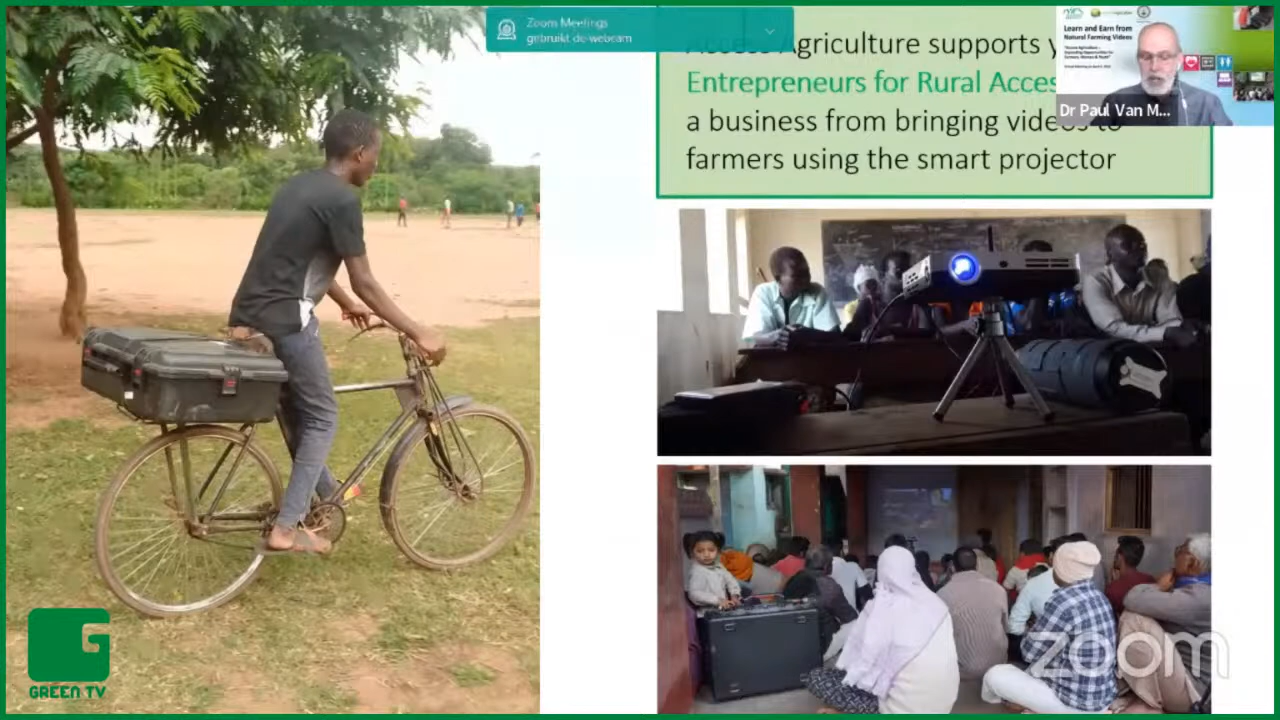 Zoom Meetings
gebruikt de webcam
Access Agriculture supports y
Entrepreneurs for Rural Acces
a business from bringing videos to
farmers using the smart projector
Learn and Earn from
Natural Farming Videos
Dr Paul Van M...
GREEN TV
zoom